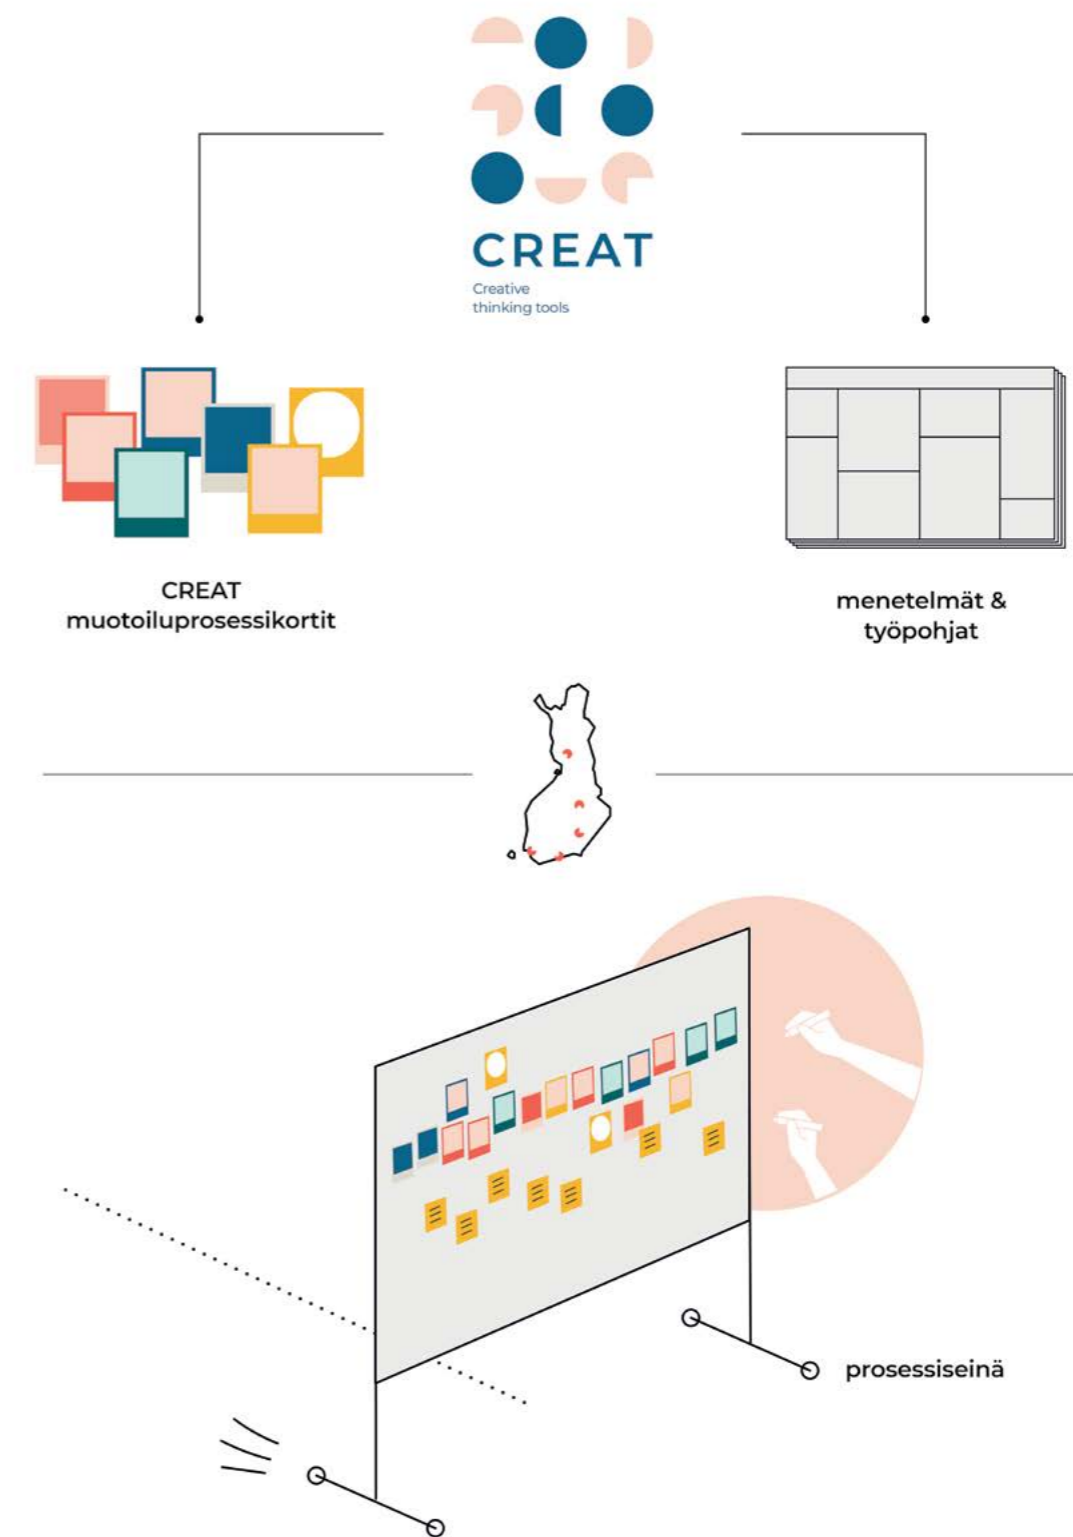 CREAT
Creative
thinking tools
CREAT
muotoiluprosessikortit
menetelmät &
työpohjat
prosessiseinä